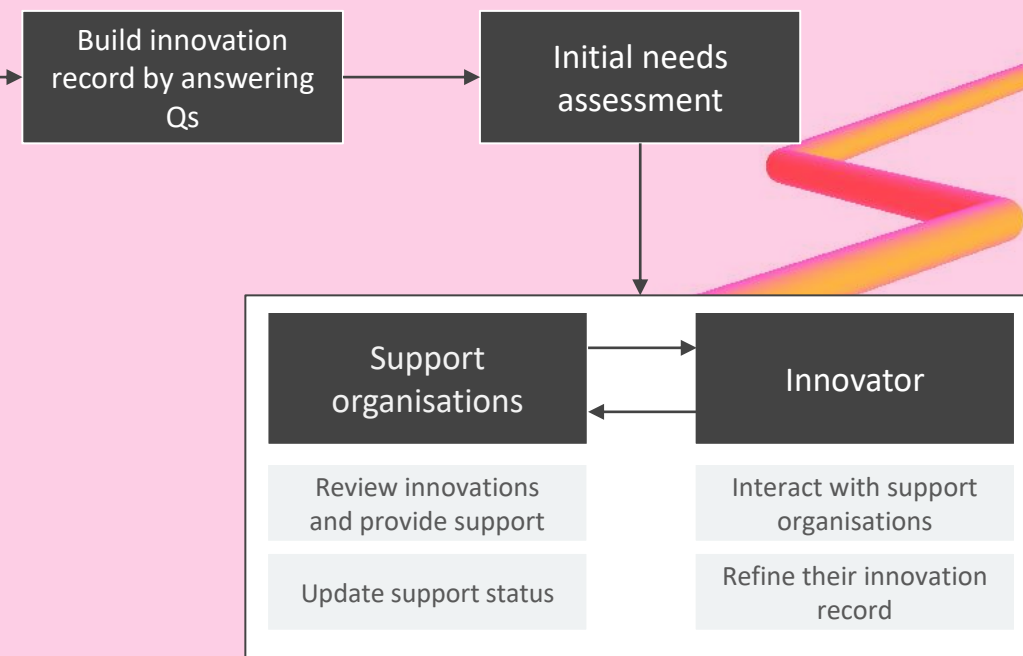 Build innovation
record by answering
Qs
Initial needs
assessment
Support
organisations
Innovator
Review innovations
and provide support
Interact with support
organisations
Update support status
Refine their innovation
record